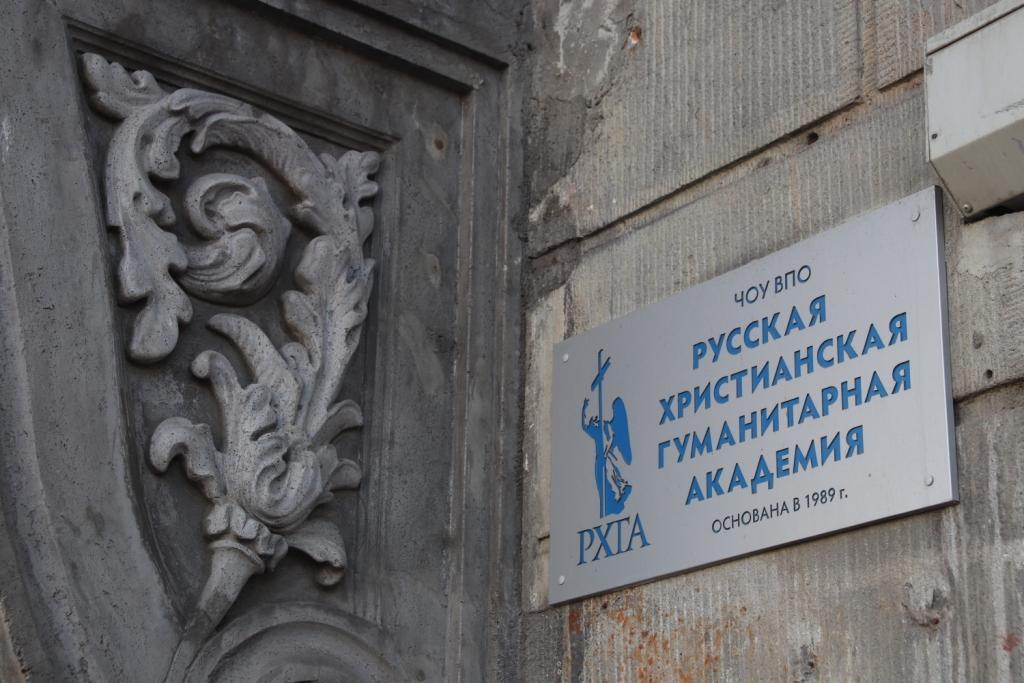 ЧОУ ВПО
РУССКАЯ
ХРИСТИАНСКАЯ
ГУМАНИТАРНАЯ
АКАДЕМИЯ
ОСНОВАНА В 1989 г.
РХГА